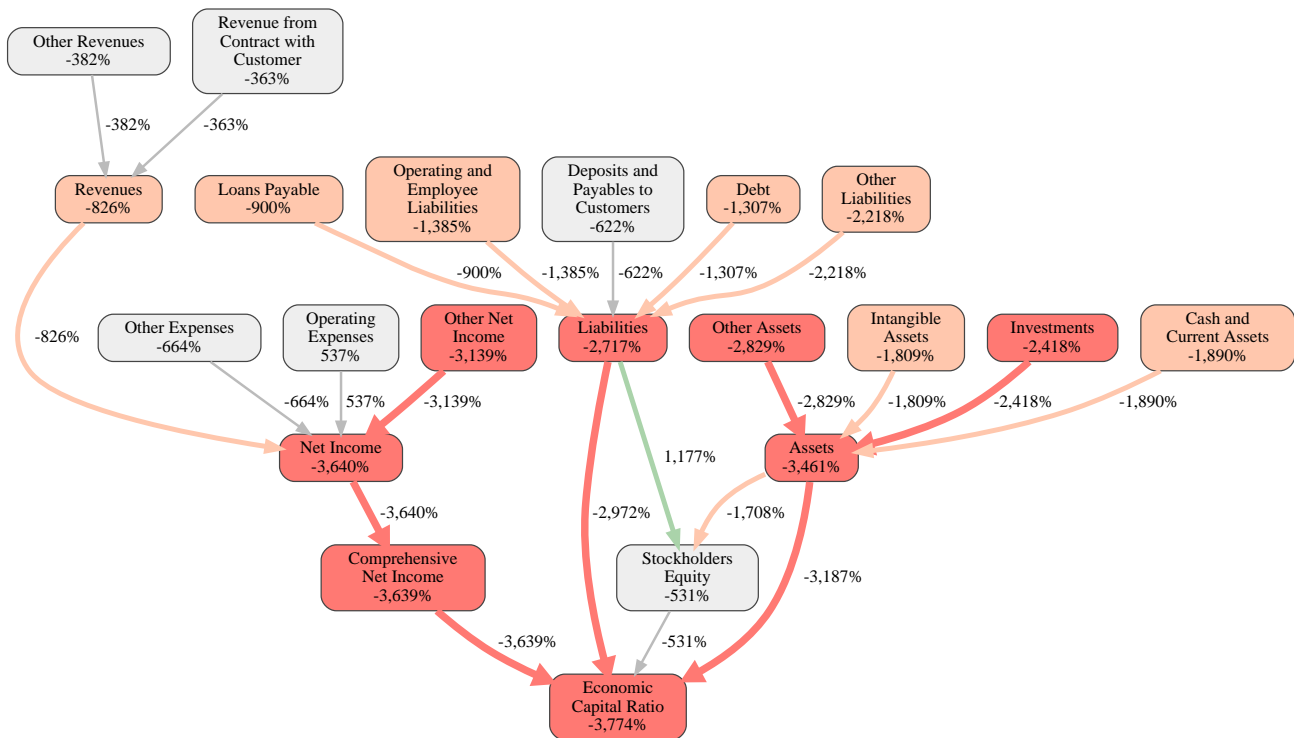 Other Revenues
-382%
Revenue from
Contract with
Customer
-363%
-382%
-363%
Revenues
-826%
Loans Payable
-900%
Operating and
Employee
Liabilities
-1,385%
Deposits and
Payables to
Customers
-622%
Debt
-1,307%
Other
Liabilities
-2,218%
-900%
-1,385%
-622%
-1,307%
-2,218%
-826%
Other Expenses
-664%
Operating
Expenses
537%
Other Net
Income
-3,139%
Liabilities
-2,717%
Other Assets
-2,829%
Intangible
Assets
-1,809%
Investments
-2,418%
Cash and
Current Assets
-1,890%
-664%
537%
-3,139%
-2,829%
-1,809%
-2,418%
-1,890%
Net Income
-3,640%
Assets
-3,461%
1,177%
-3,640%
-2,972%
-1,708%
Comprehensive
Net Income
-3,639%
Stockholders
Equity
-531%
-3,187%
-3,639%
-531%
Economic
Capital Ratio
-3,774%